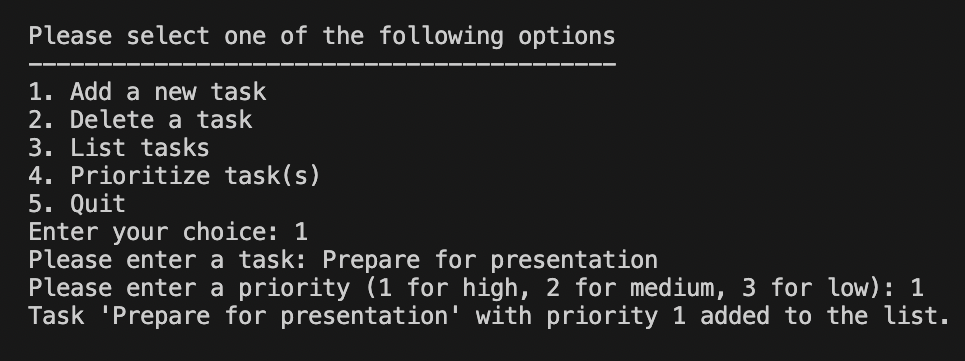 Please select one of the following options
------------------------------------------
1. Add a new task
2. Delete a task
3. List tasks
4. Prioritize task(s)
5. Quit
Enter your choice: 1
Please enter a task: Prepare for presentation
Please enter a priority (1 for high, 2 for medium, 3 for low): 1
Task 'Prepare for presentation' with priority 1 added to the list.